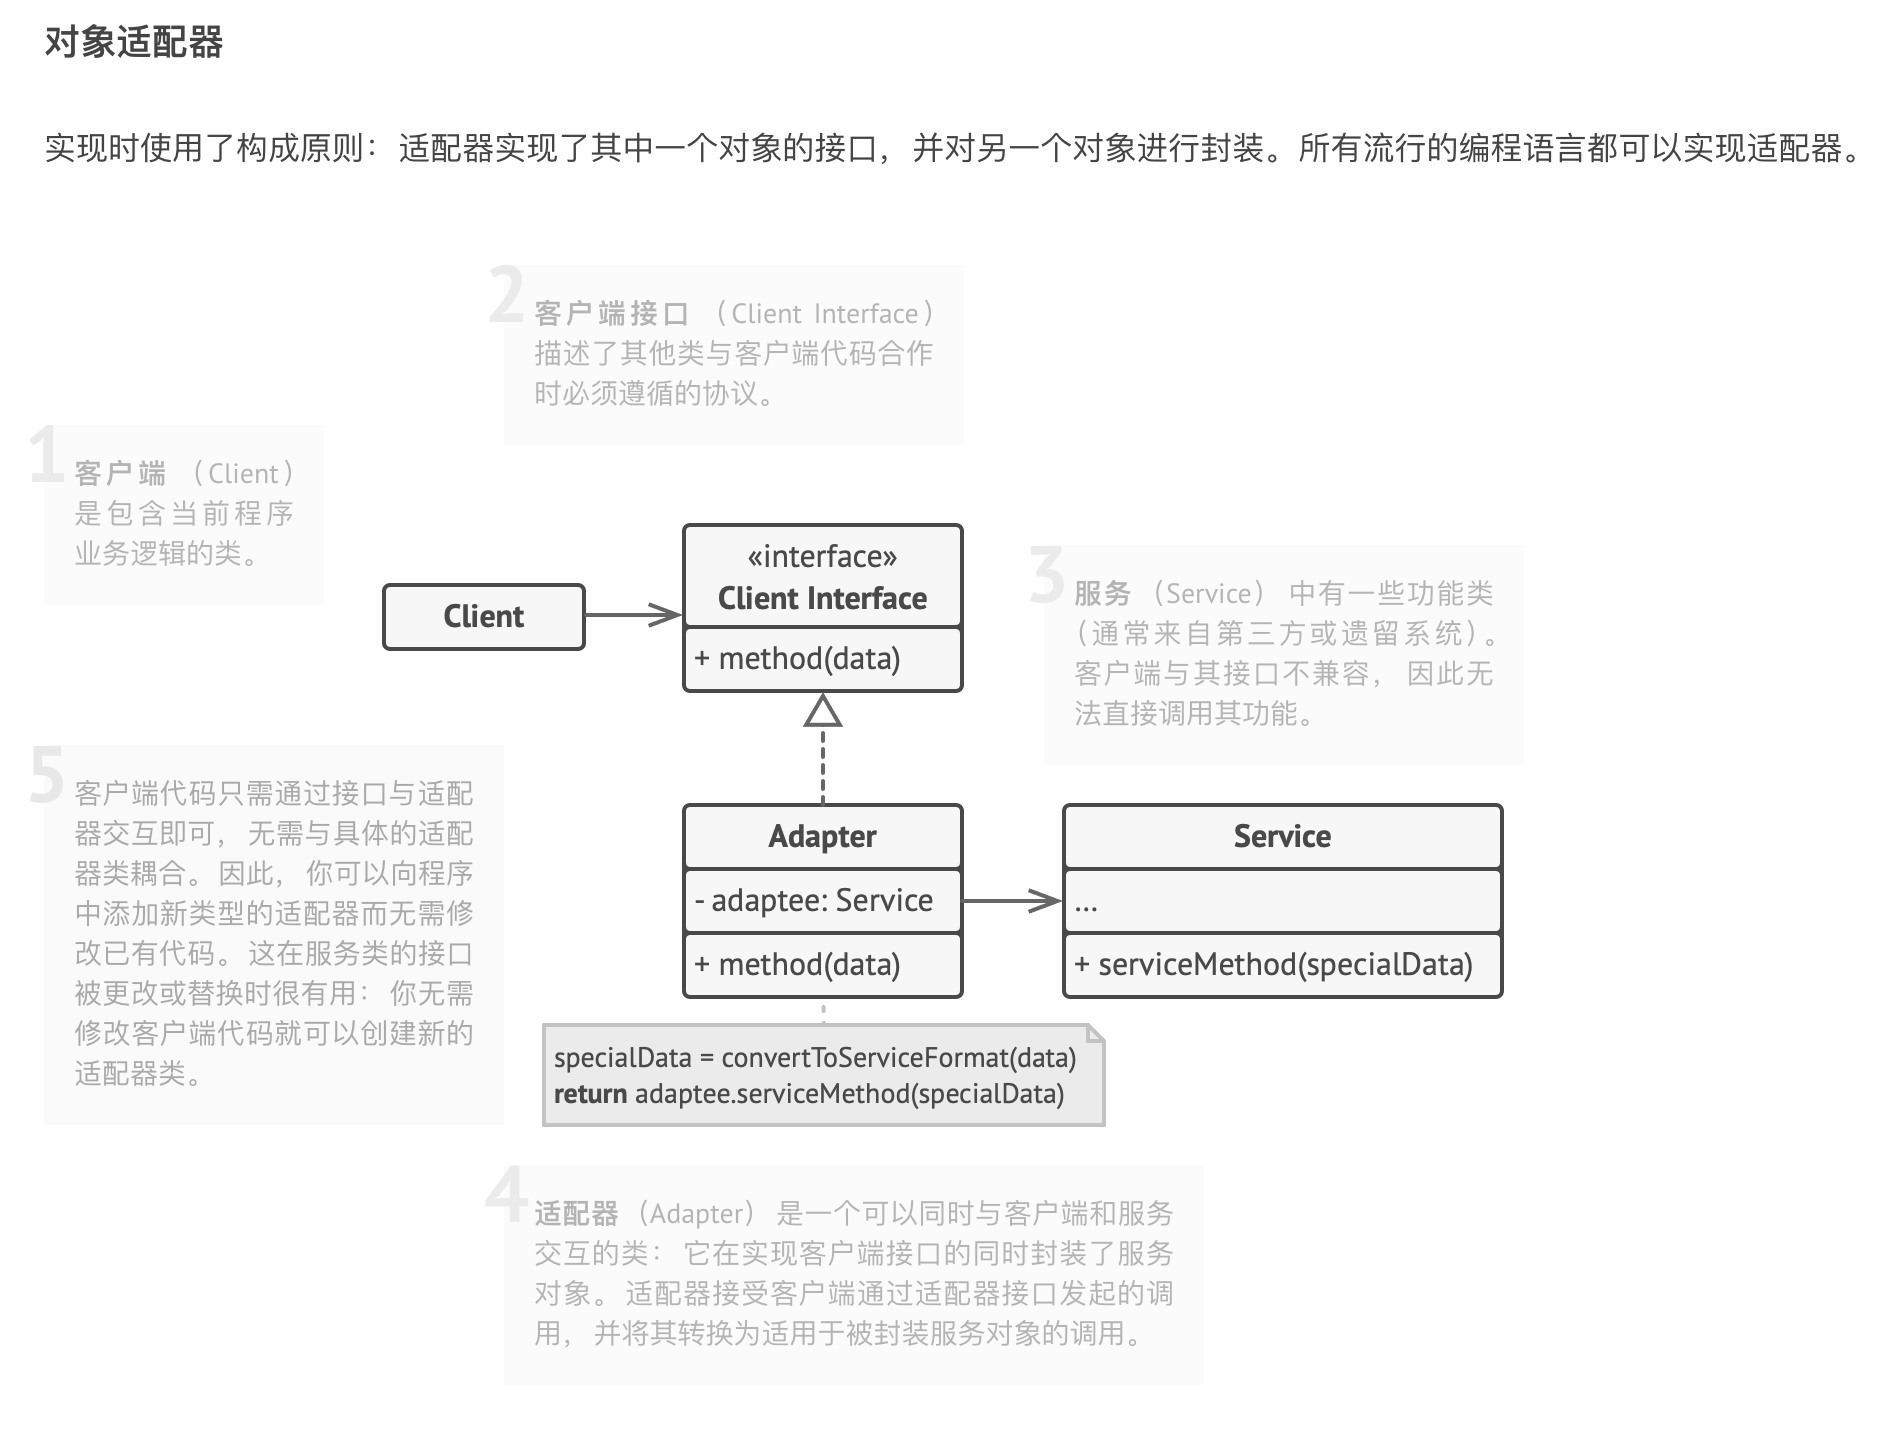 对象适配器
实现时使用了构成原则： 适配器实现了其中一个对象的接口， 并对另一个对象进行封装。 所有流行的编程语言都可以实现适配器。
2
客户端接口 （Client Interface）
描述了其他类与客户端代码合作
时必须遵循的协议。
1
客户端 （Client）
是包含当前程序
业务逻辑的类。
«interface»
Client Interface
+ method(data)
Client
3
服务 （Service） 中有一些功能类
（通常来自第三方或遗留系统）。
客户端与其接口不兼容， 因此无
法直接调用其功能。
5
客户端代码只需通过接口与适配
器交互即可， 无需与具体的适配
器类耦合。 因此， 你可以向程序
中添加新类型的适配器而无需修
改已有代码。 这在服务类的接口
被更改或替换时很有用： 你无需
修改客户端代码就可以创建新的
适配器类。
Adapter
- adaptee: Service
+ method(data)
Service
...
+ serviceMethod(specialData)
specialData = convertToServiceFormat(data)
return adaptee.serviceMethod(specialData)
4
适配器 （Adapter） 是一个可以同时与客户端和服务
交互的类： 它在实现客户端接口的同时封装了服务
对象。 适配器接受客户端通过适配器接口发起的调
用， 并将其转换为适用于被封装服务对象的调用。